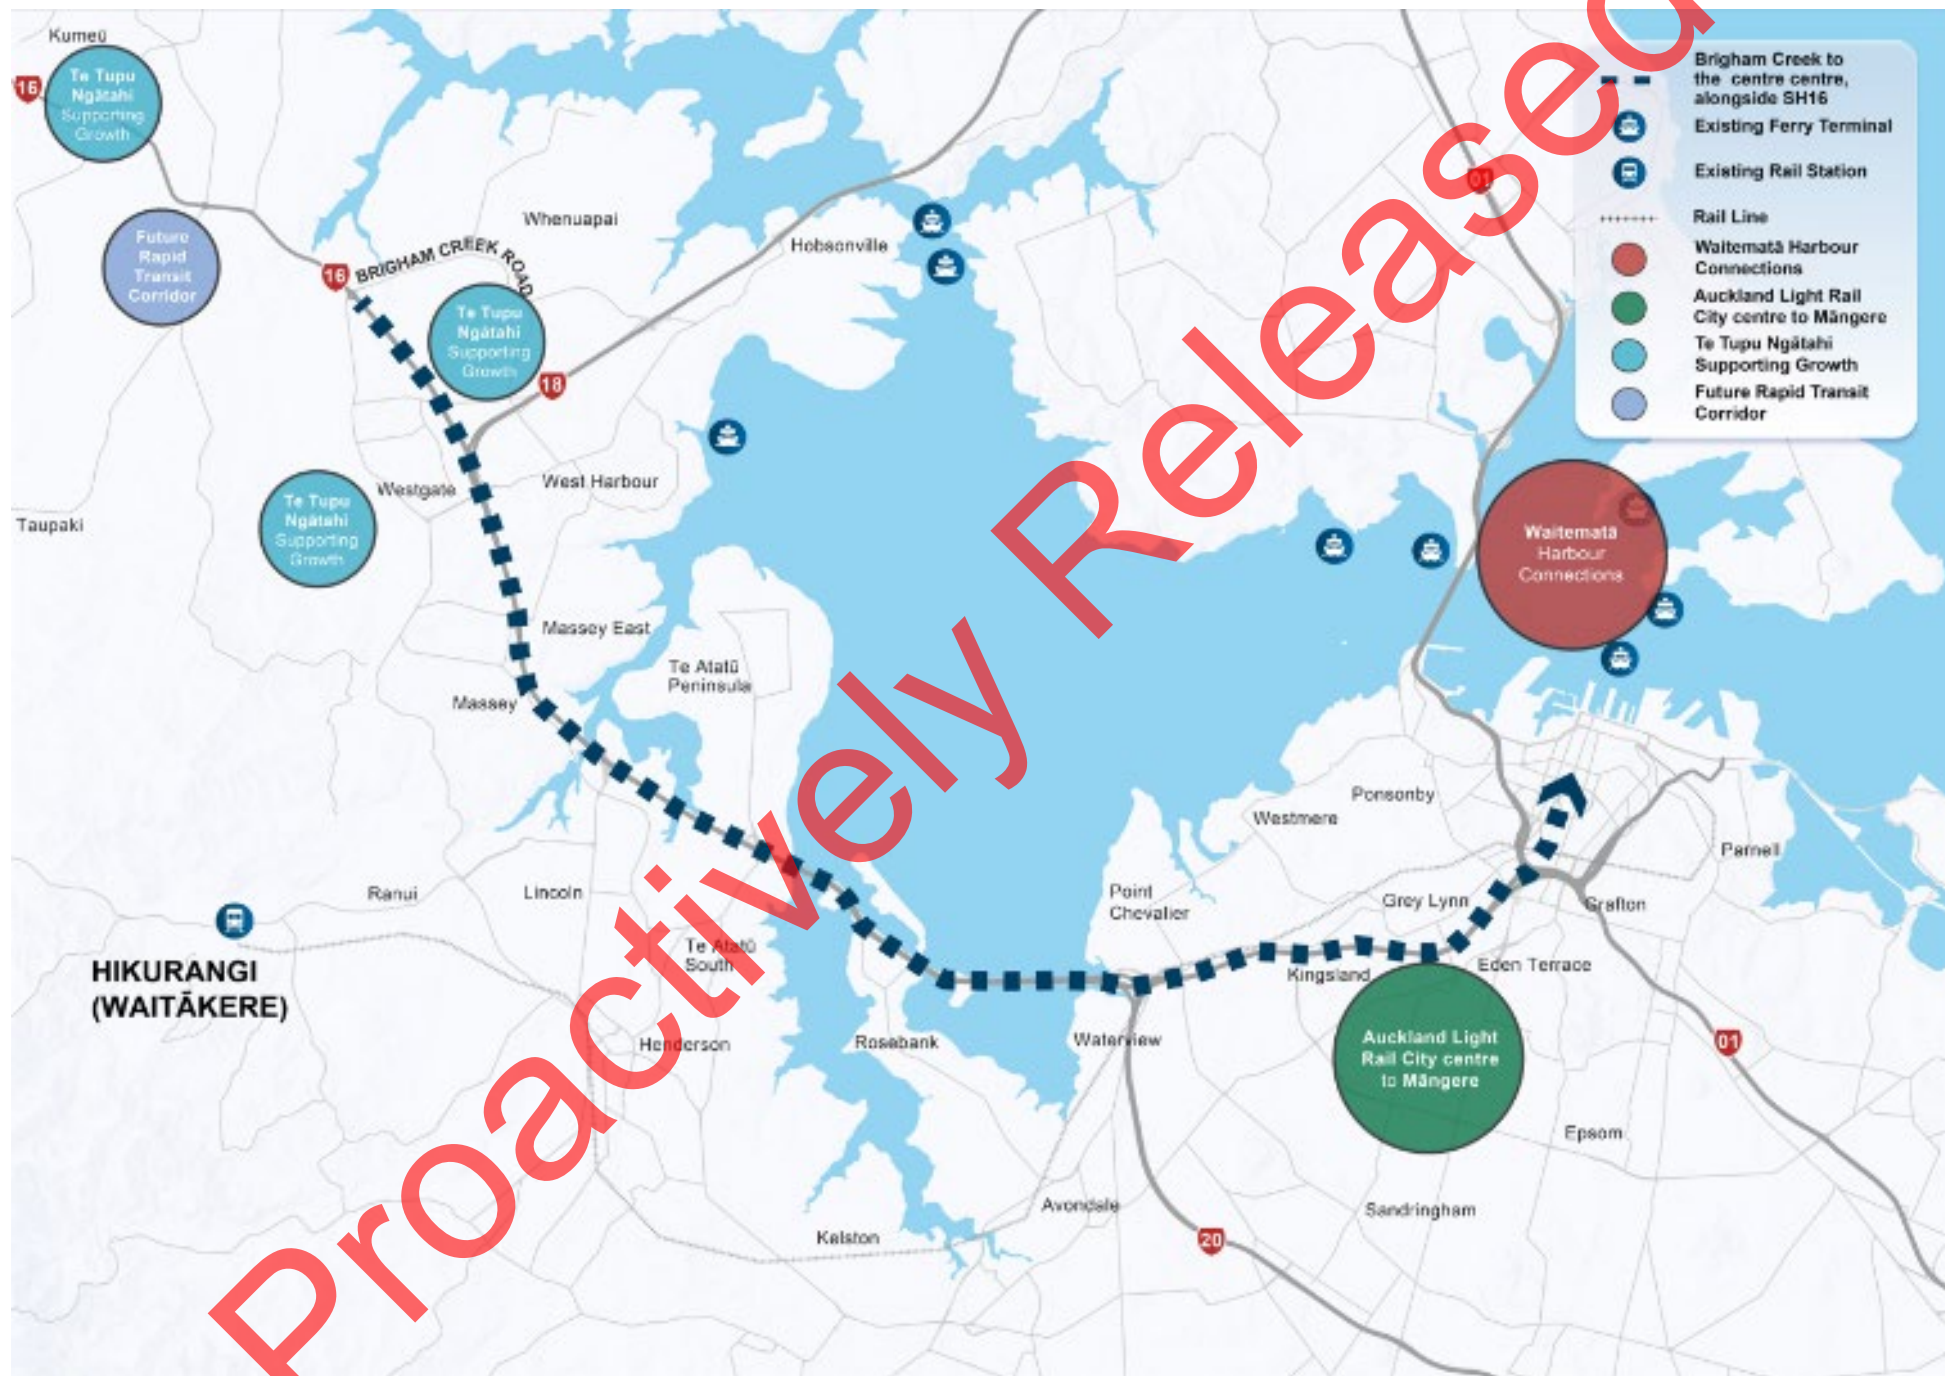 Kumeū
16
Te Tupu
Ngātahi
Supporting
Growth
Future
Rapid
Transit
Corridor
16
BRIGHAM CREEK ROAD
Whenuapai
Hobsonville
Te Tupu
Ngātahi
Supporting
Growth
18
01
Brigham Creek to
the centre centre,
alongside SH16
Existing Ferry Terminal
Existing Rail Station
Rail Line
Waitematā Harbour
Connections
Auckland Light Rail
City centre to Māngere
Te Tupu Ngātahi
Supporting Growth
Future Rapid Transit
Corridor
Westgate
West Harbour
Taupaki
Te Tupu
Ngātahi
Supporting
Growth
Waitematā
Harbour
Connections
Massey East
Te Atatū
Peninsula
Massey
Ponsonby
Westmere
Parnell
Ranui
Lincoln
Point
Chevalier
Grey Lynn
Grafton
Te Atatū
South
Kingsland
Eden Terrace
HIKURANGI
(WAITĀKERE)
Henderson
Rosebank
Waterview
Auckland Light
Rail City centre
to Māngere
01
Epsom
Avondale
Sandringham
Kelston
20
Proactively Released